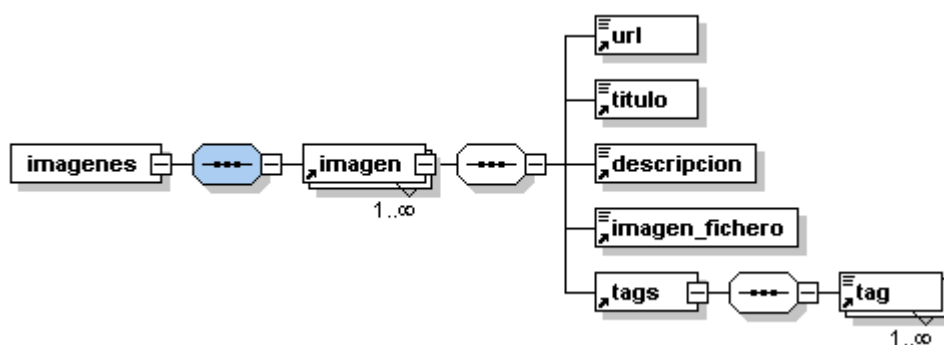 url
titulo
imagenes
imagen
1..∞
descripcion
imagen_fichero
tags
tag
1..∞